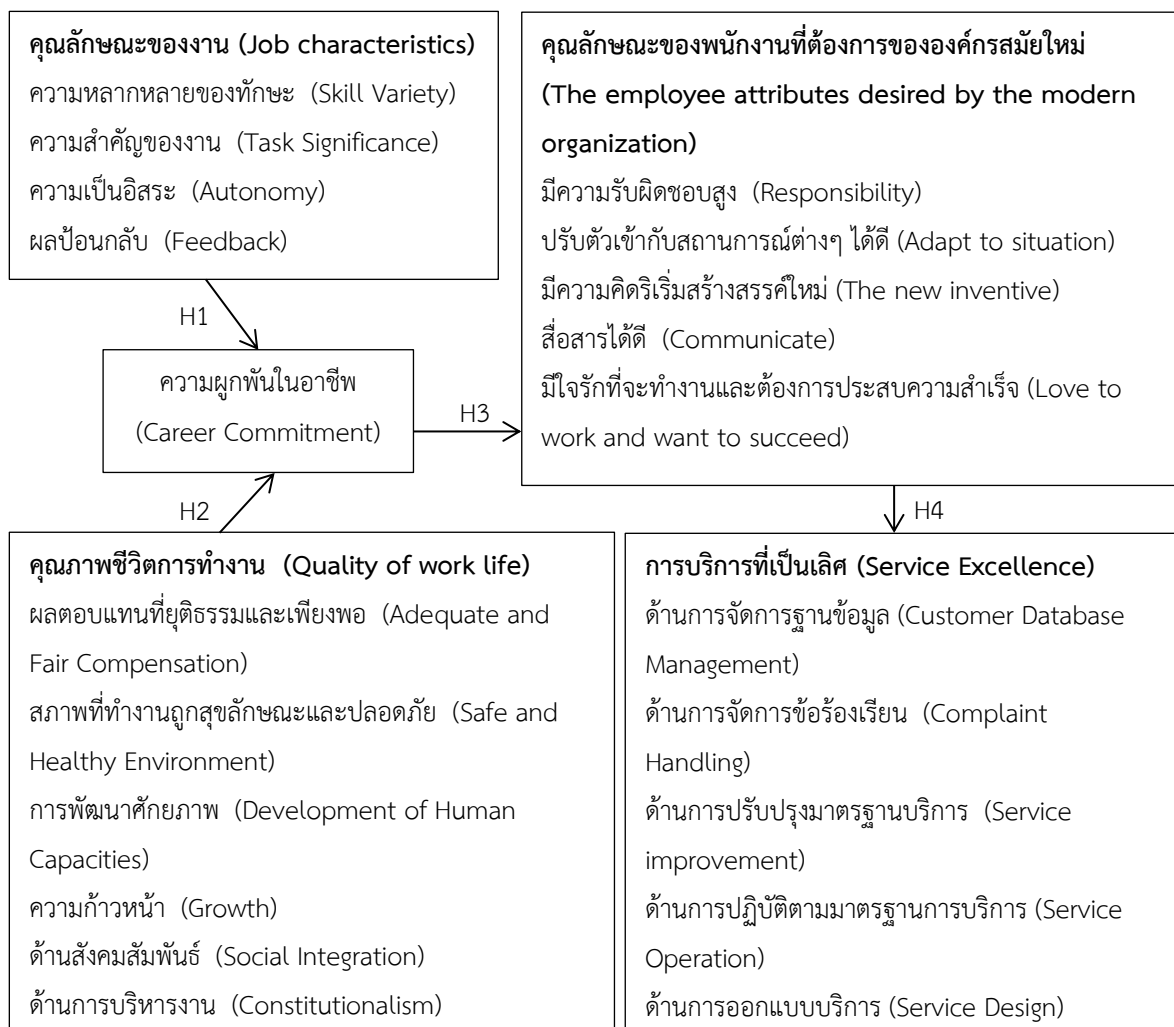 คุณลักษณะของงาน (Job characteristics)
ความหลากหลายของทักษะ (Skill Variety)
ความสำคัญของงาน (Task Significance)
ความเป็นอิสระ (Autonomy)
ผลป้อนกลับ (Feedback)
คุณลักษณะของพนักงานที่ต้องการขององค์กรสมัยใหม่
(The employee attributes desired by the modern
organization)
มีความรับผิดชอบสูง (Responsibility)
ปรับตัวเข้ากับสถานการณ์ต่างๆ ได้ดี (Adapt to situation)
มีความคิดริเริ่มสร้างสรรค์ใหม่ (The new inventive)
สื่อสารได้ดี (Communicate)
มีใจรักที่จะทำงานและต้องการประสบความสำเร็จ (Love to
work and want to succeed)
H1
ความผูกพันในอาชีพ
(Career Commitment)
H3
H2
H4
คุณภาพชีวิตการทำงาน (Quality of work life)
ผลตอบแทนที่ยุติธรรมและเพียงพอ (Adequate and
Fair Compensation)
สภาพที่ทำงานถูกสุขลักษณะและปลอดภัย (Safe and
Healthy Environment)
การพัฒนาศักยภาพ (Development of Human
Capacities)
ความก้าวหน้า (Growth)
ด้านสังคมสัมพันธ์ (Social Integration)
ด้านการบริหารงาน (Constitutionalism)
การบริการที่เป็นเลิศ (Service Excellence)
ด้านการจัดการฐานข้อมูล (Customer Database
Management)
ด้านการจัดการข้อร้องเรียน (Complaint
Handling)
ด้านการปรับปรุงมาตรฐานบริการ (Service
improvement)
ด้านการปฏิบัติตามมาตรฐานการบริการ (Service
Operation)
ด้านการออกแบบบริการ (Service Design)